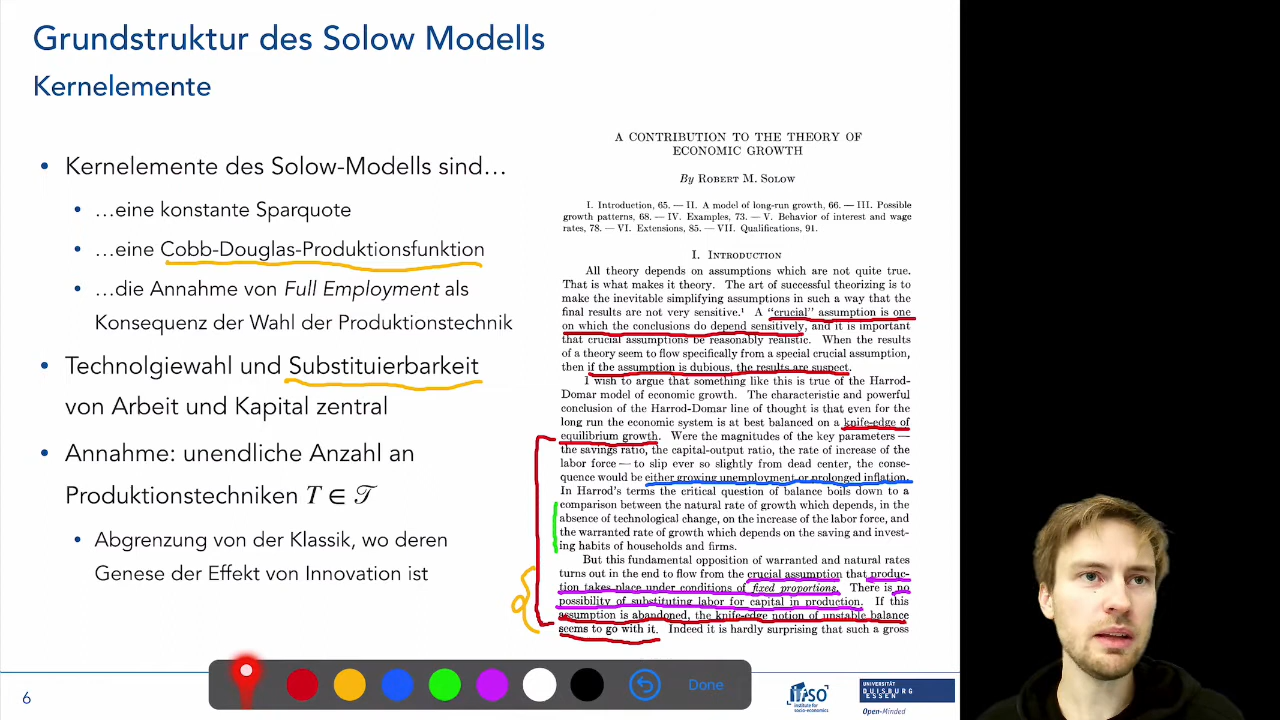 Grundstruktur des Solow Modells
Kernelemente
• Kernelemente des Solow-Modells sind…
• …eine konstante Sparquote
• …eine Cobb-Douglas-Produktionsfunktion
• …die Annahme von Full Employment als
Konsequenz der Wahl der Produktionstechnik
• Technolgiewahl und Substituierbarkeit
von Arbeit und Kapital zentral
• Annahme: unendliche Anzahl an
Produktionstechniken T ∈ 𝒯
• Abgrenzung von der Klassik, wo deren
Genese der Effekt von Innovation ist
A CONTRIBUTION TO THE THEORY OF
ECONOMIC GROWTH
By ROBERT M. SOLOW
I. Introduction, 65. — II. A model of long-run growth, 66. — III. Possible
growth patterns, 68. — IV. Examples, 73. — V. Behavior of interest and wage
rates, 78. — VI. Extensions, 85. — VII. Qualifications, 91.
I. INTRODUCTION
All theory depends on assumptions which are not quite true.
That is what makes it theory. The art of successful theorizing is to
make the inevitable simplifying assumptions in such a way that the
final results are not very sensitive.¹ A “crucial” assumption is one
on which the conclusions do depend sensitively, and it is important
that crucial assumptions be reasonably realistic. When the results
of a theory seem to flow specifically from a special crucial assumption,
then if the assumption is dubious, the results are suspect.
I wish to argue that something like this is true of the Harrod-
Domar model of economic growth. The characteristic and powerful
conclusion of the Harrod-Domar line of thought is that even for the
long run the economic system is at best balanced on a knife-edge of
equilibrium growth. Were the magnitudes of the key parameters —
the savings ratio, the capital-output ratio, the rate of increase of the
labor force — to slip ever so slightly from dead center, the conse-
quence would be either growing unemployment or prolonged inflation.
In Harrod's terms the critical question of balance boils down to a
comparison between the natural rate of growth which depends, in the
absence of technological change, on the increase of the labor force, and
the warranted rate of growth which depends on the saving and invest-
ing habits of households and firms.
But this fundamental opposition of warranted and natural rates
turns out in the end to flow from the crucial assumption that produc-
tion takes place under conditions of fixed proportions. There is no
possibility of substituting labor for capital in production. If this
assumption is abandoned, the knife-edge notion of unstable balance
seems to go with it. Indeed it is hardly surprising that such a gross
6
Done
ifso
institute for
socio-economics
UNIVERSITÄT
DUISBURG
ESSEN
Open-Minded